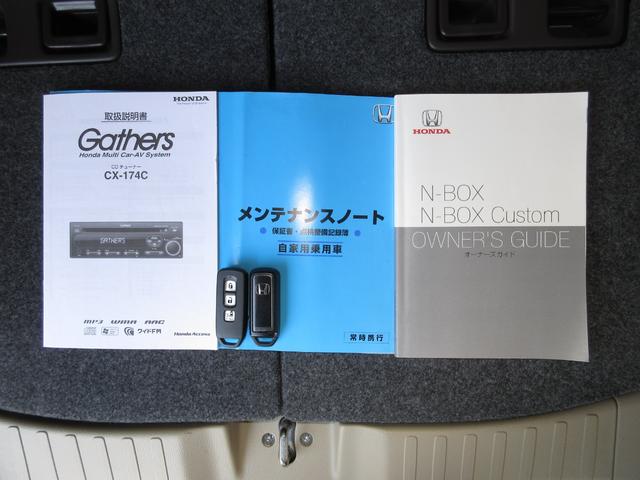 HONDA
取扱説明書
Gathers
Honda Multi Car-AV System
CDチューナー
CX-174C
GATHERS
MP3 WMA AAC
ワイドFM
Honda Access
メンテナンスノート
保証書・点検整備記録簿
自家用乗用車
常時携行
HONDA
N-BOX
N-BOX Custom
OWNER'S GUIDE
オーナーズガイド